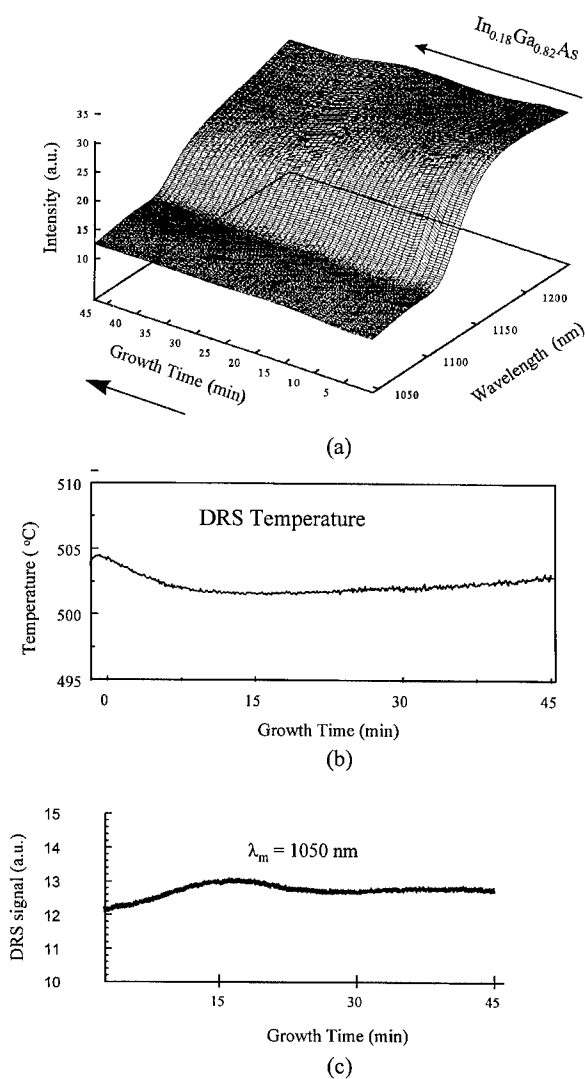 In0.18Ga0.82As
Intensity (a.u.)
35
30
25
20
15
10
45
40
35
30
25
20
15
10
5
Growth Time (min)
1050
1100
1150
1200
Wavelength (nm)
(a)
DRS Temperature
Temperature (°C)
510
505
500
495
0
15
30
45
Growth Time (min)
(b)
λm = 1050 nm
DRS signal (a.u.)
15
14
13
12
11
10
15
30
45
Growth Time (min)
(c)